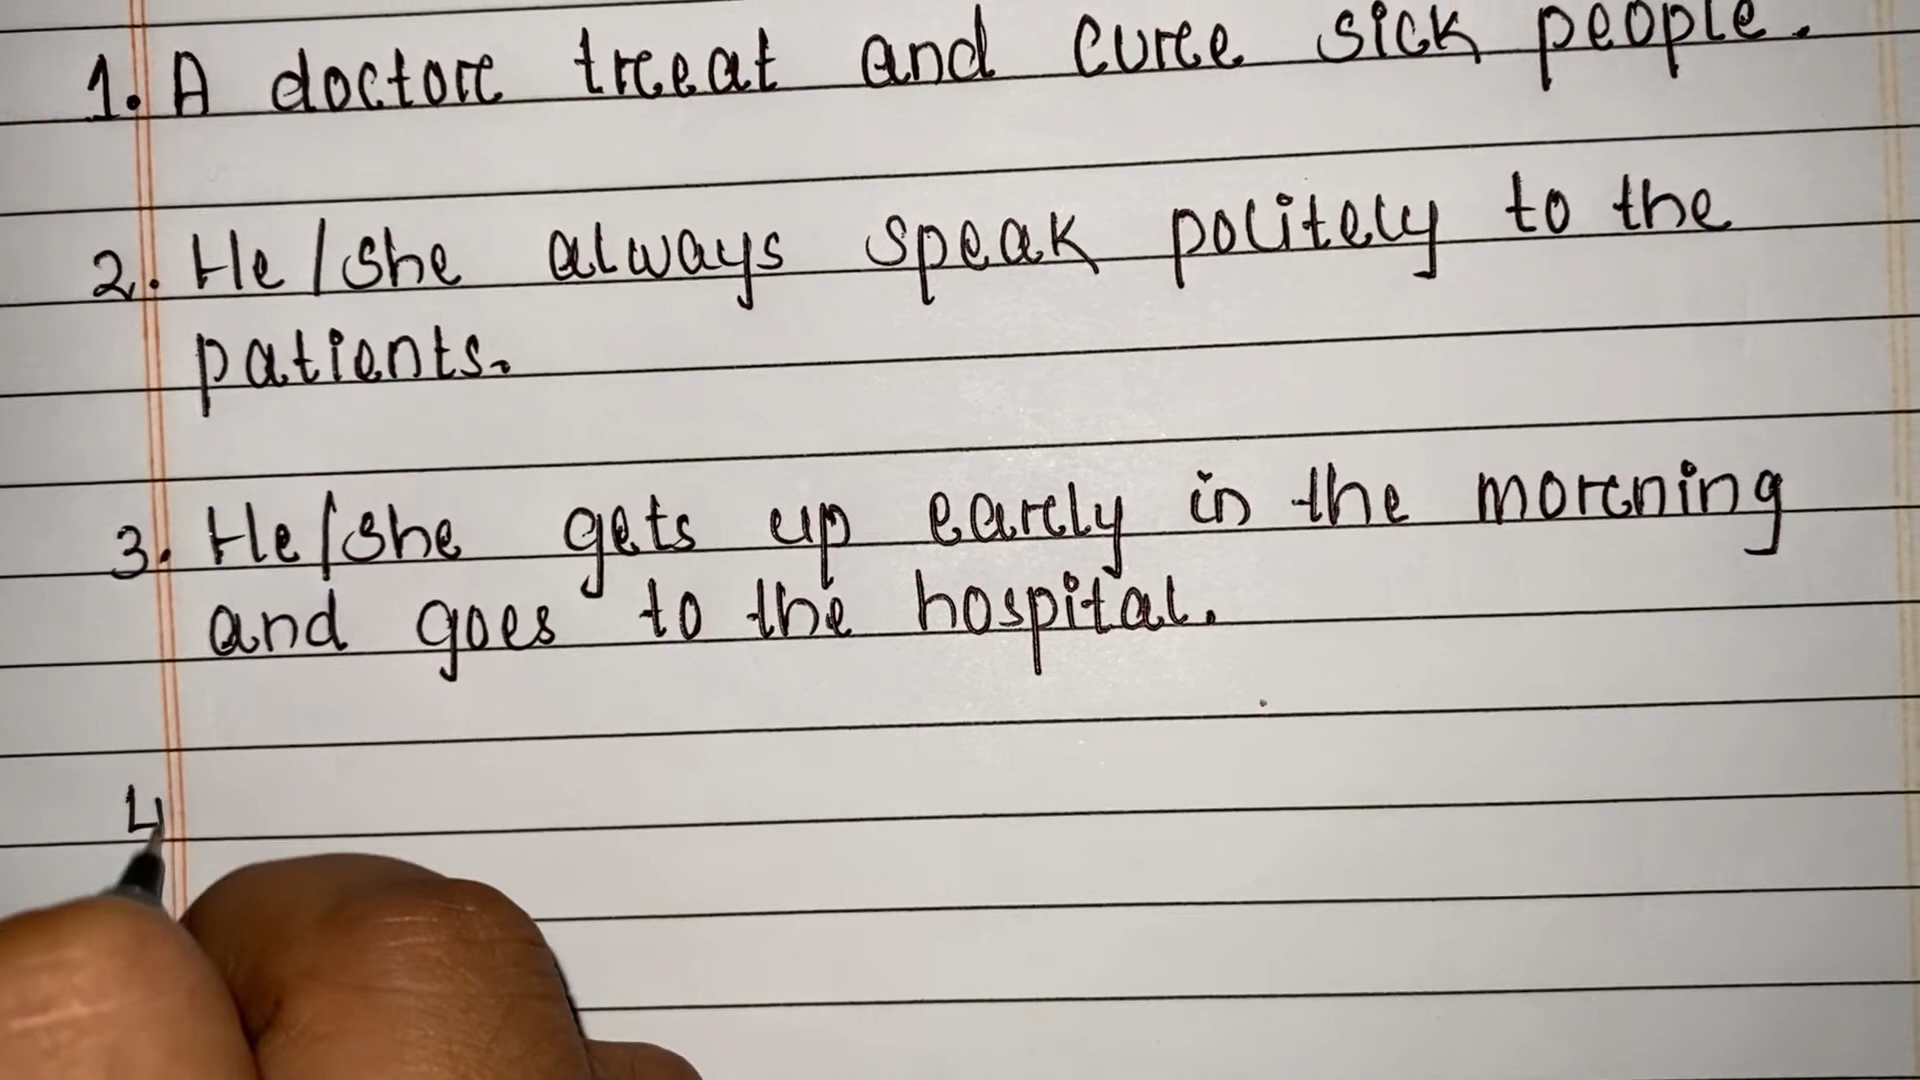 1. A doctor treat and cure sick people.
2. He/she always speak politely to the
patients.
3. He/she gets up early in the morning
and goes to the hospital.
4